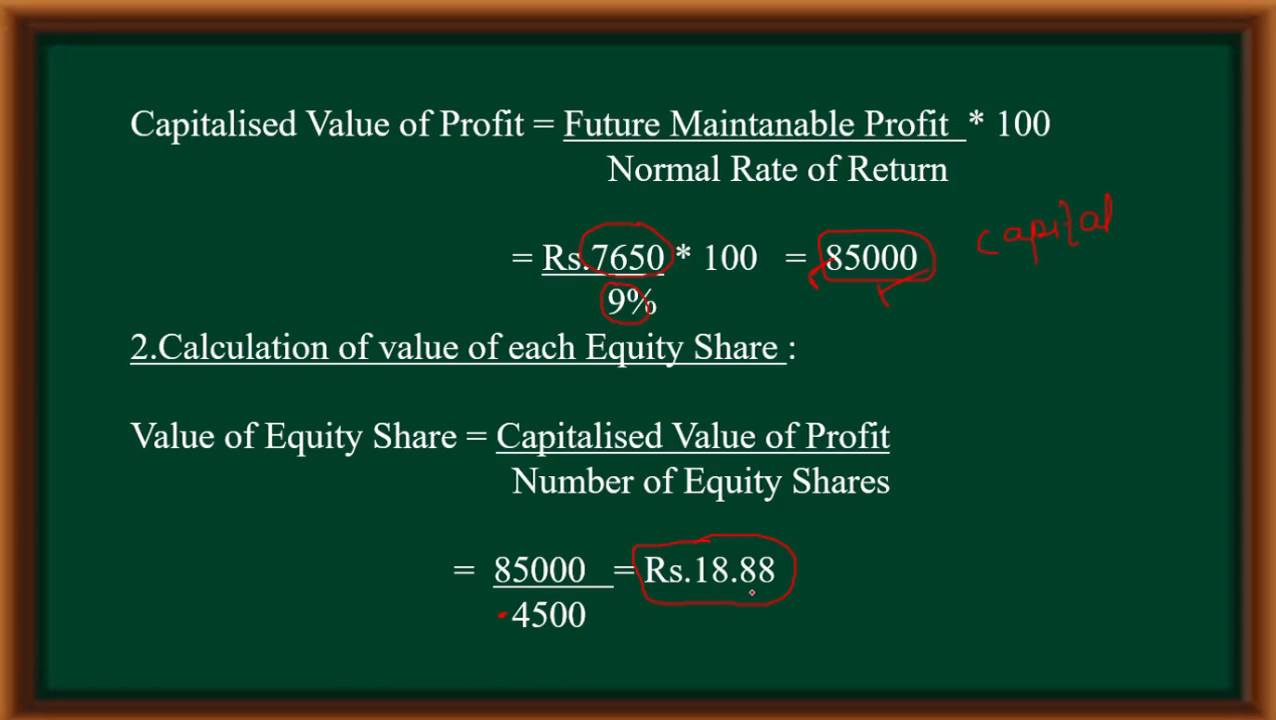 Capitalised Value of Profit = Future Maintanable Profit * 100
Normal Rate of Return
capital
= Rs.7650 * 100 = 85000
9%
2.Calculation of value of each Equity Share :
Value of Equity Share = Capitalised Value of Profit
Number of Equity Shares
= 85000 = Rs.18.88
4500